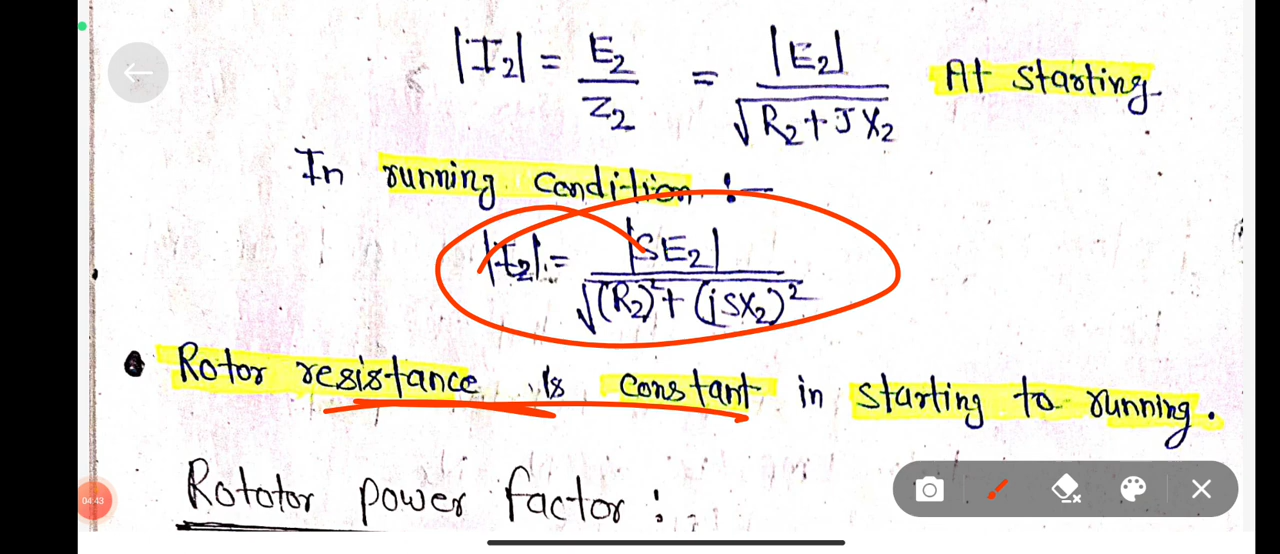 |I₂| = E₂/Z₂ = |E₂|/√R₂+JX₂ At starting
In running Condition :-
|I₂| = |SE₂|/√(R₂)²+(jSX₂)²
Rotor resistance is constant in starting to running.
Rotator power factor :
04:43